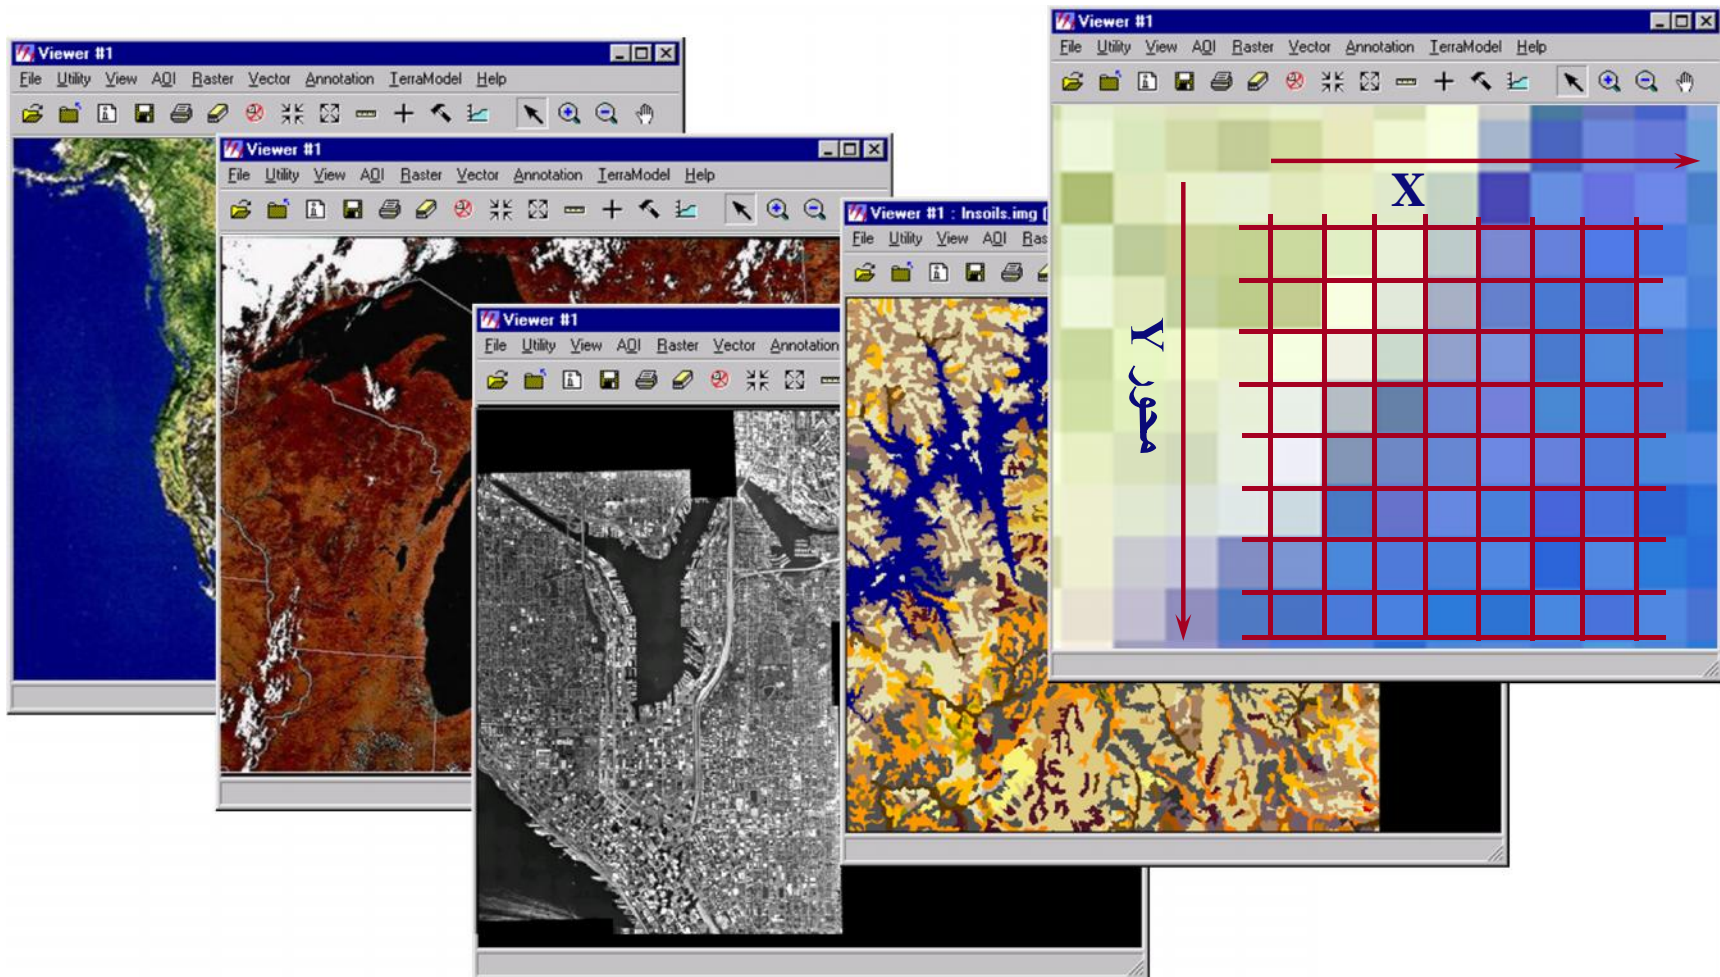 Viewer #1
File Utility View AOI Raster Vector Annotation TerraModel Help
Viewer #1
File Utility View AOI Raster Vector Annotation TerraModel Help
Viewer #1
File Utility View AOI Raster Vector Annotation
Viewer #1 : lnsoils.img (
File Utility View AOI Ras
Viewer #1
File Utility View AOI Raster Vector Annotation TerraModel Help
X
محور Y